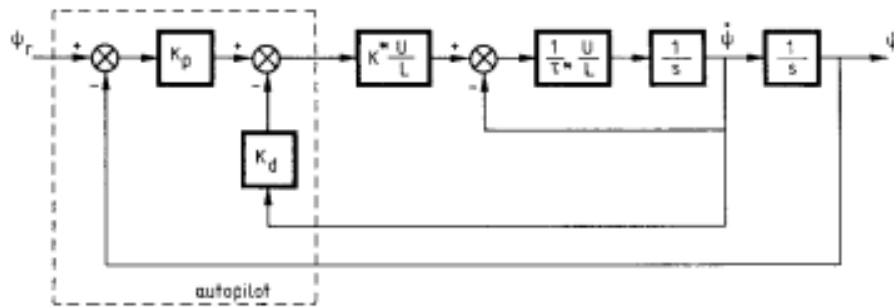 ψr
+
-
Kp
+
-
K* U/L
+
-
1/τ* U/L
1/s
ψ̇
1/s
ψ
Kd
autopilot